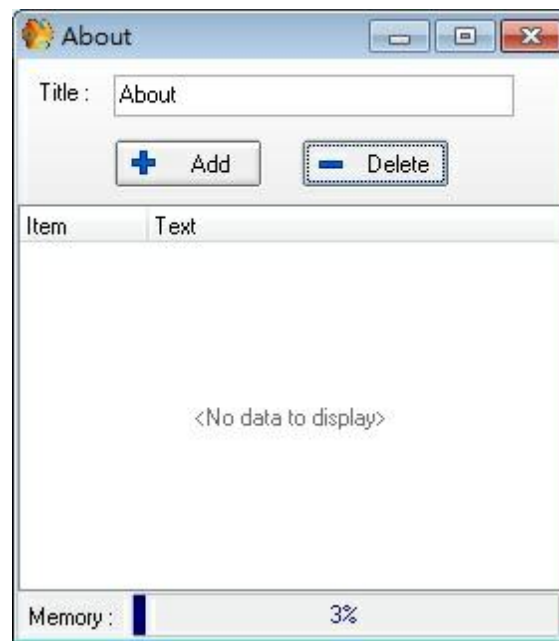 About
Title : About
Add Delete
Item Text
<No data to display>
Memory : 3%